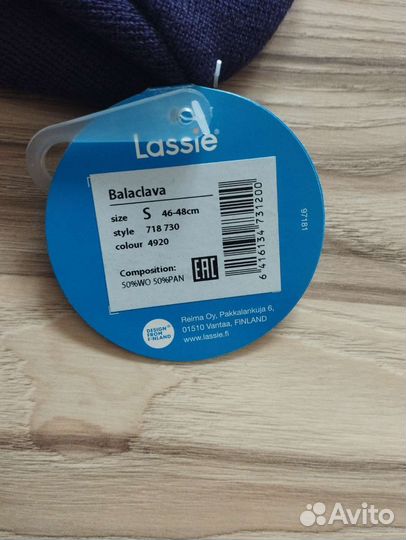 Lassie®
Balaclava
size S 46-48cm
style 718 730
colour 4920
Composition:
50%WO 50%PAN
EAC
6 416134 731200
97181
DESIGN FROM FINLAND
Reima Oy, Pakkalankuja 6,
01510 Vantaa, FINLAND
www.lassie.fi
Avito